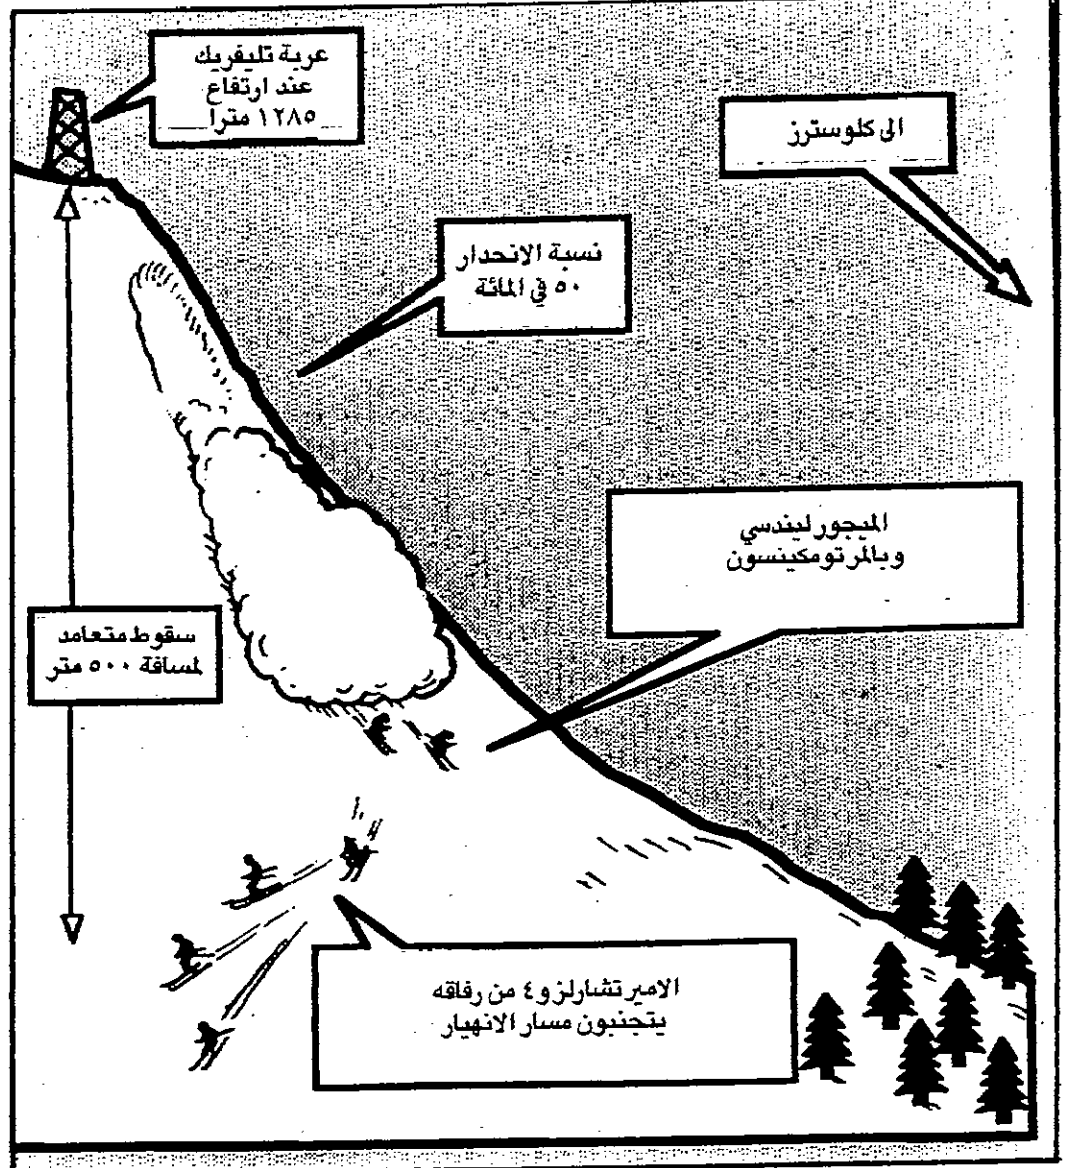 عربة تليفريك
عند ارتفاع
١٢٨٥ مترا
الى كلوسترز
نسبة الانحدار
٥٠ في المائة
الميجور ليندسي
وبالمر تومكينسون
سقوط متعامد
لمسافة ٥٠٠ متر
الامير تشارلز و٤ من رفاقه
يتجنبون مسار الانهيار